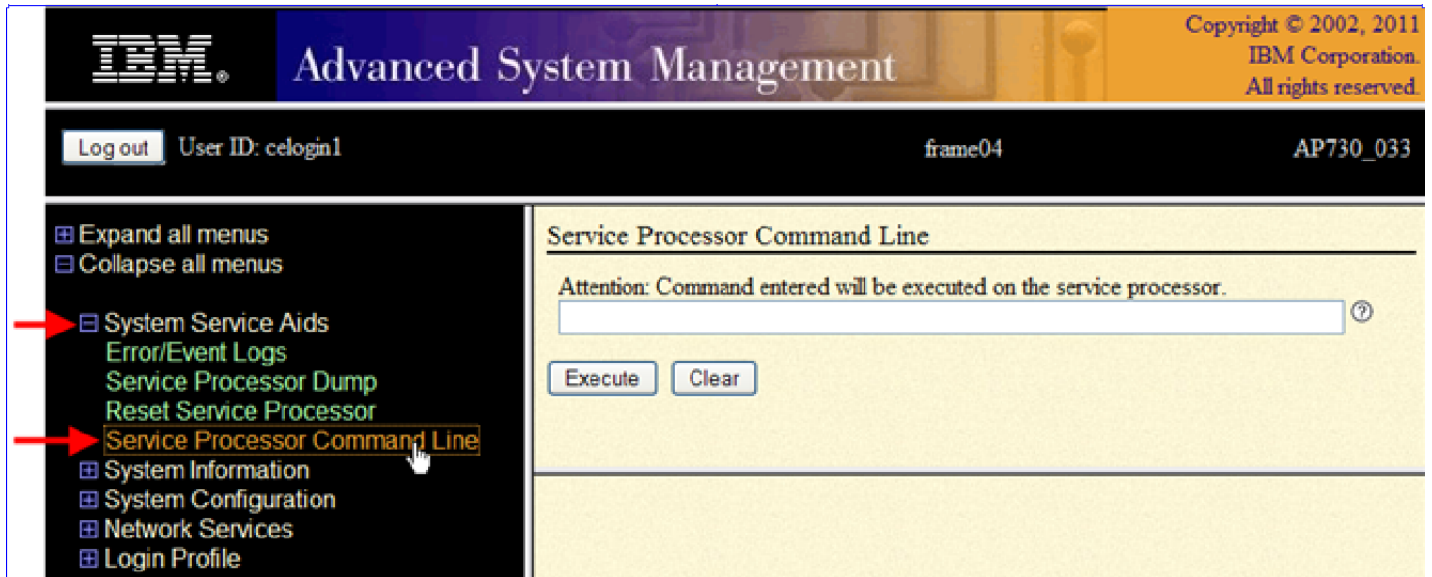 IBM®
Advanced System Management
Copyright © 2002, 2011
IBM Corporation.
All rights reserved.
Log out User ID: celogin1 frame04 AP730_033
Expand all menus
Collapse all menus
System Service Aids
Error/Event Logs
Service Processor Dump
Reset Service Processor
Service Processor Command Line
System Information
System Configuration
Network Services
Login Profile
Service Processor Command Line
Attention: Command entered will be executed on the service processor.
?
Execute Clear